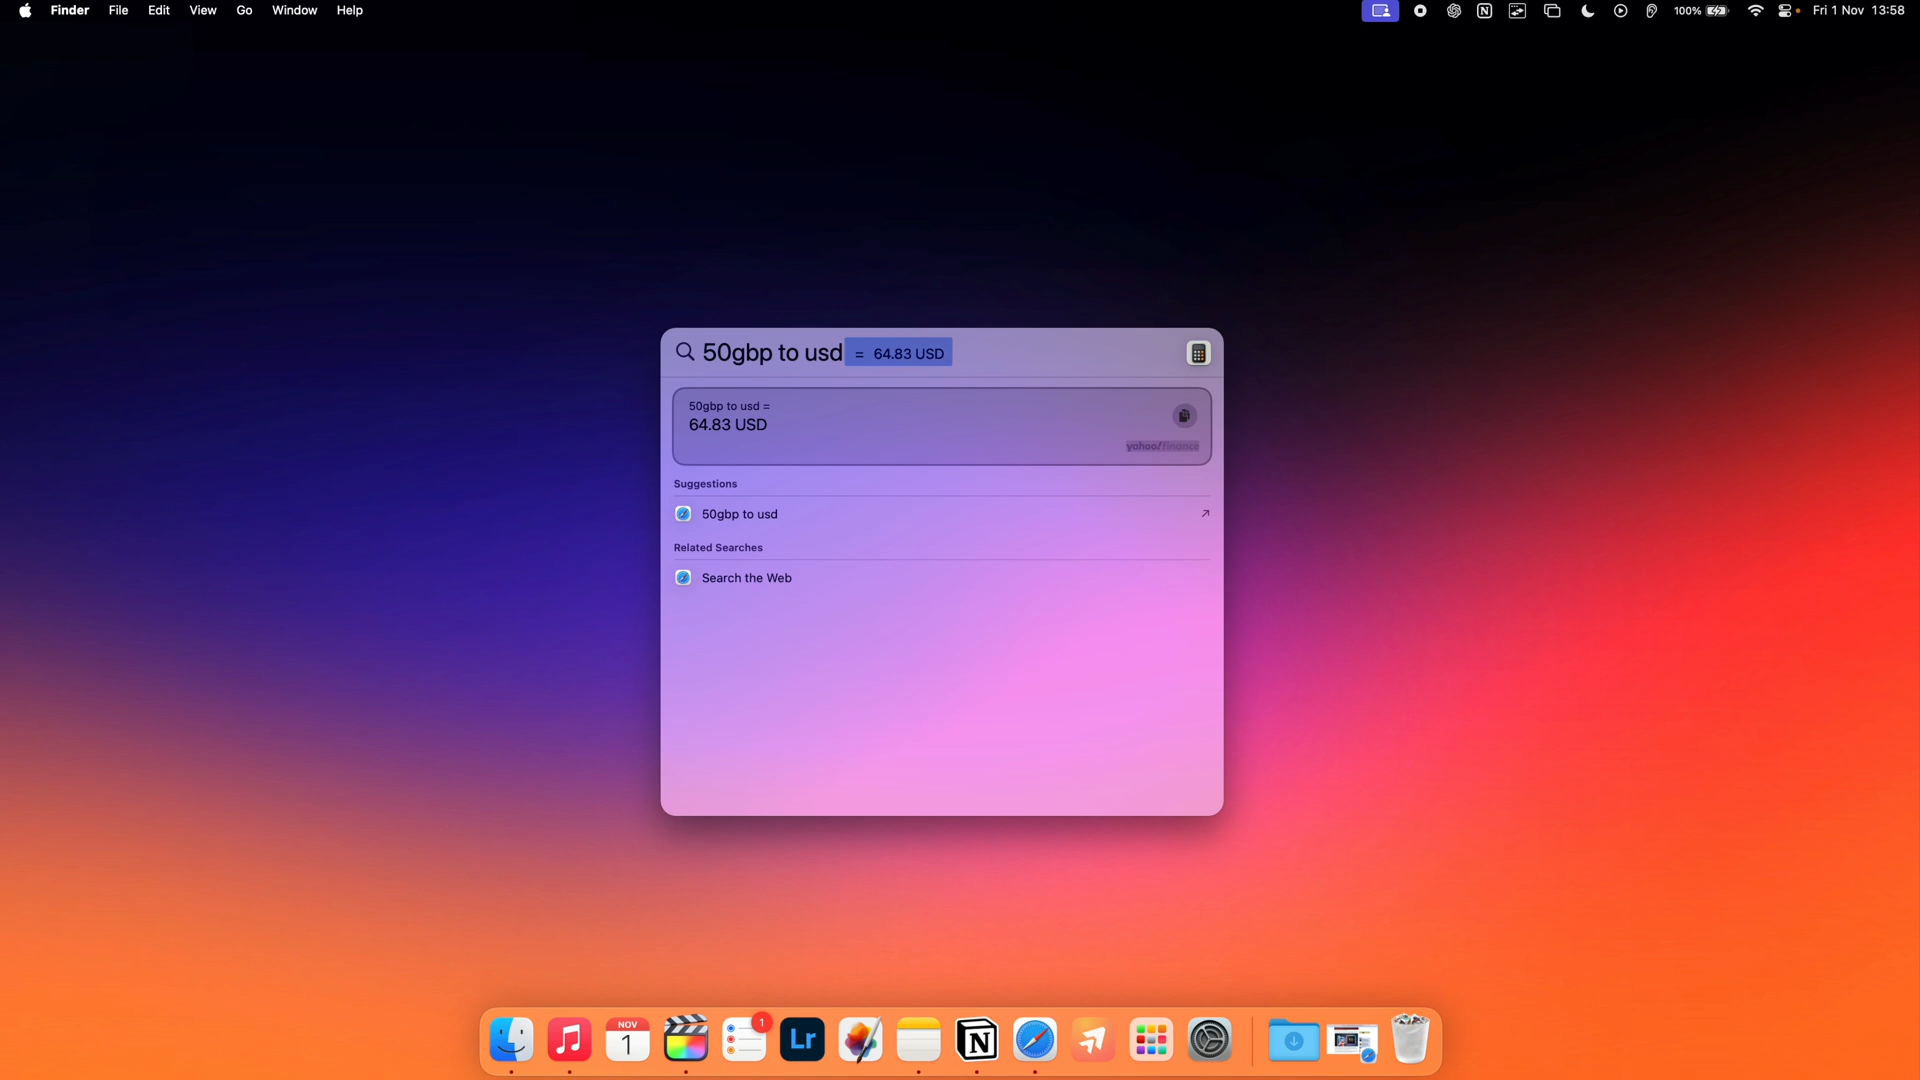 Finder File Edit View Go Window Help
100% Fri 1 Nov 13:58
50gbp to usd = 64.83 USD
50gbp to usd =
64.83 USD
yahoo!finance
Suggestions
50gbp to usd
Related Searches
Search the Web
NOV
1
1
Lr
N